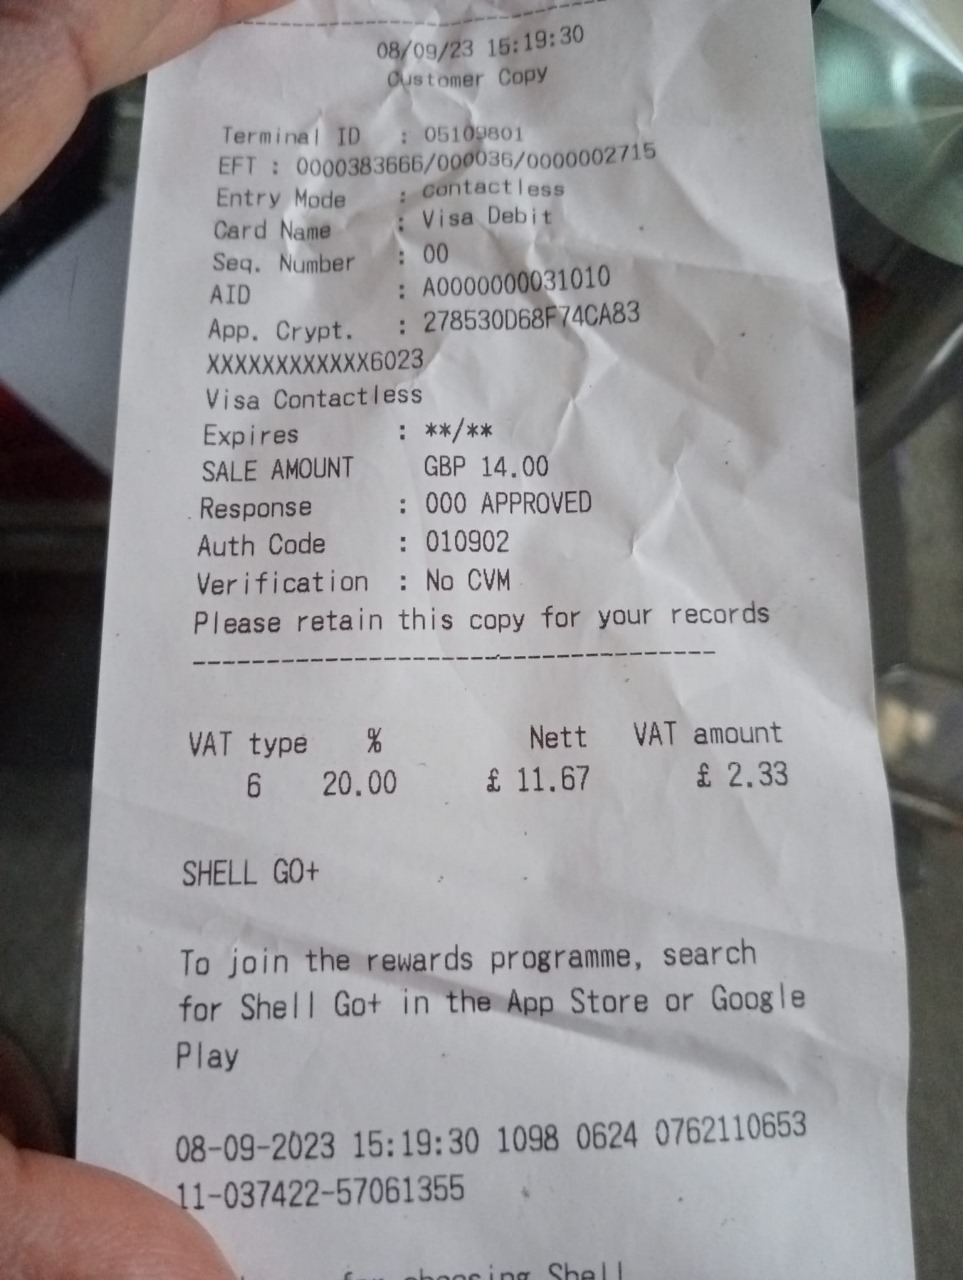 08/09/23 15:19:30
Customer Copy
Terminal ID : 05109801
EFT : 0000383666/000036/0000002715
Entry Mode : contactless
Card Name : Visa Debit
Seq. Number : 00
AID : A0000000031010
App. Crypt. : 278530D68F74CA83
XXXXXXXXXXXX6023
Visa Contactless
Expires : **/**
SALE AMOUNT GBP 14.00
Response : 000 APPROVED
Auth Code : 010902
Verification : No CVM
Please retain this copy for your records
VAT type % Nett VAT amount
6 20.00 £ 11.67 £ 2.33
SHELL GO+
To join the rewards programme, search
for Shell Go+ in the App Store or Google
Play
08-09-2023 15:19:30 1098 0624 0762110653
11-037422-57061355
for choosing Shell